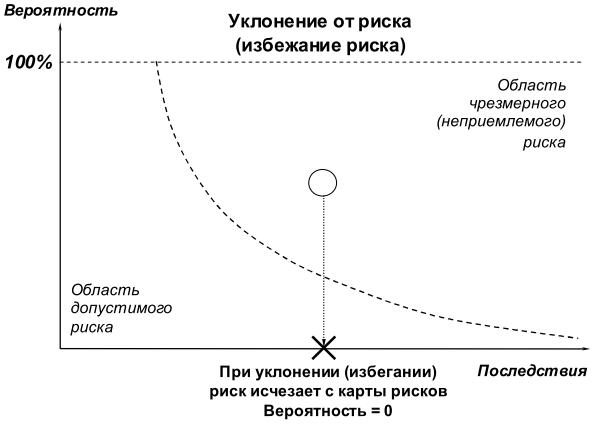 Вероятность
Уклонение от риска
(избежание риска)
100%
Область
чрезмерного
(неприемлемого)
риска
Область
допустимого
риска
Последствия
При уклонении (избегании)
риск исчезает с карты рисков
Вероятность = 0